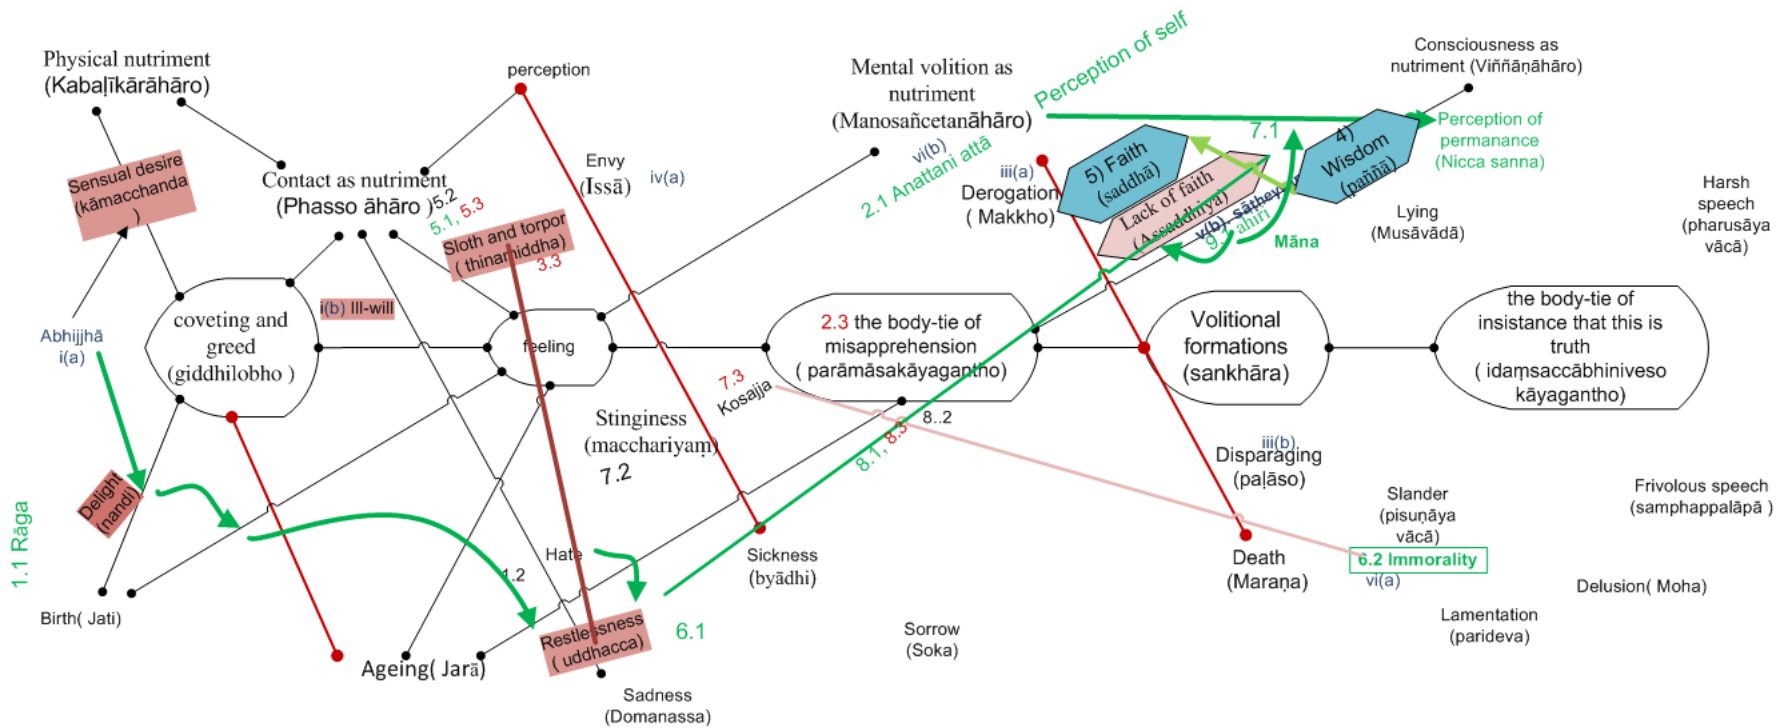 Physical nutriment
(Kabaḷīkārāhāro)
perception
Mental volition as
nutriment
(Manosañcetanāhāro)
Perception of self
Consciousness as
nutriment (Viññāṇāhāro)
Perception of
permanance
(Nicca sanna)
7.1
4)
Wisdom
(paññā)
5) Faith
(saddhā)
Lack of faith
(Assaddhiya)
9.1 ahiri
Māna
Sensual desire
(kāmacchanda
)
Contact as nutriment
(Phasso āhāro )
5.2
5.1, 5.3
Envy
(Issā)
iv(a)
vi(b)
2.1 Anattani attā
iii(a)
Derogation
( Makkho)
Lying
(Musāvādā)
Harsh
speech
(pharusāya
vācā)
Sloth and torpor
( thinamiddha)
3.3
i(b) Ill-will
Abhijjhā
i(a)
coveting and
greed
(giddhilobho )
feeling
2.3 the body-tie of
misapprehension
( parāmāsakāyagantho)
Volitional
formations
(sankhāra)
the body-tie of
insistance that this is
truth
( idaṃsaccābhiniveso
kāyagantho)
7.3
Kosajja
Stinginess
(macchariyaṃ)
7.2
8..2
8.1, 8.3
iii(b)
Disparaging
(paḷāso)
Delight
(nandi)
1.1 Rāga
Slander
(pisuṇāya
vācā)
Frivolous speech
(samphappalāpā )
Hate
1.2
Sickness
(byādhi)
Death
(Maraṇa)
6.2 Immorality
vi(a)
Delusion( Moha)
Birth( Jati)
Restlessness
( uddhacca)
6.1
Ageing( Jarā)
Sorrow
(Soka)
Lamentation
(parideva)
Sadness
(Domanassa)